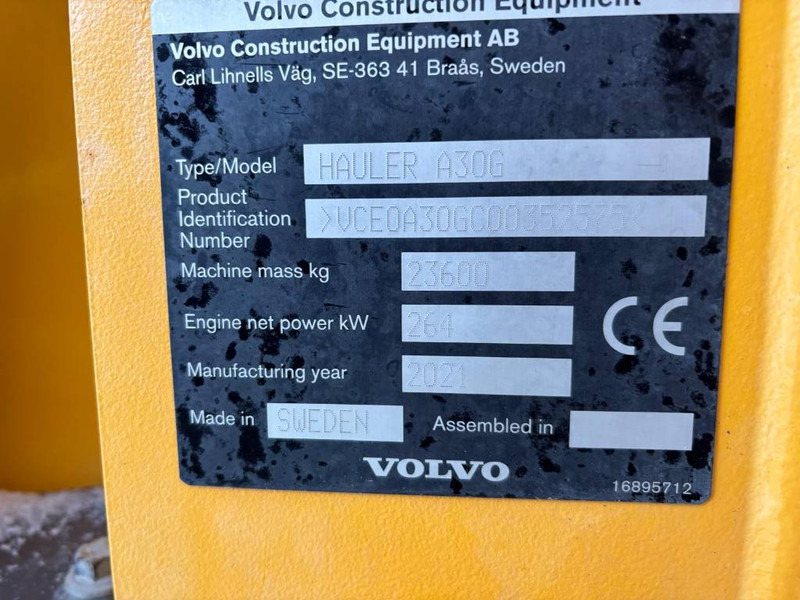 Volvo Construction Equipment
Volvo Construction Equipment AB
Carl Lihnells Väg, SE-363 41 Braås, Sweden
Type/Model HAULER A30G
Product
Identification
Number
Machine mass kg 23600
Engine net power kW 264
Manufacturing year 2021
Made in SWEDEN Assembled in
CE
VOLVO
16895712